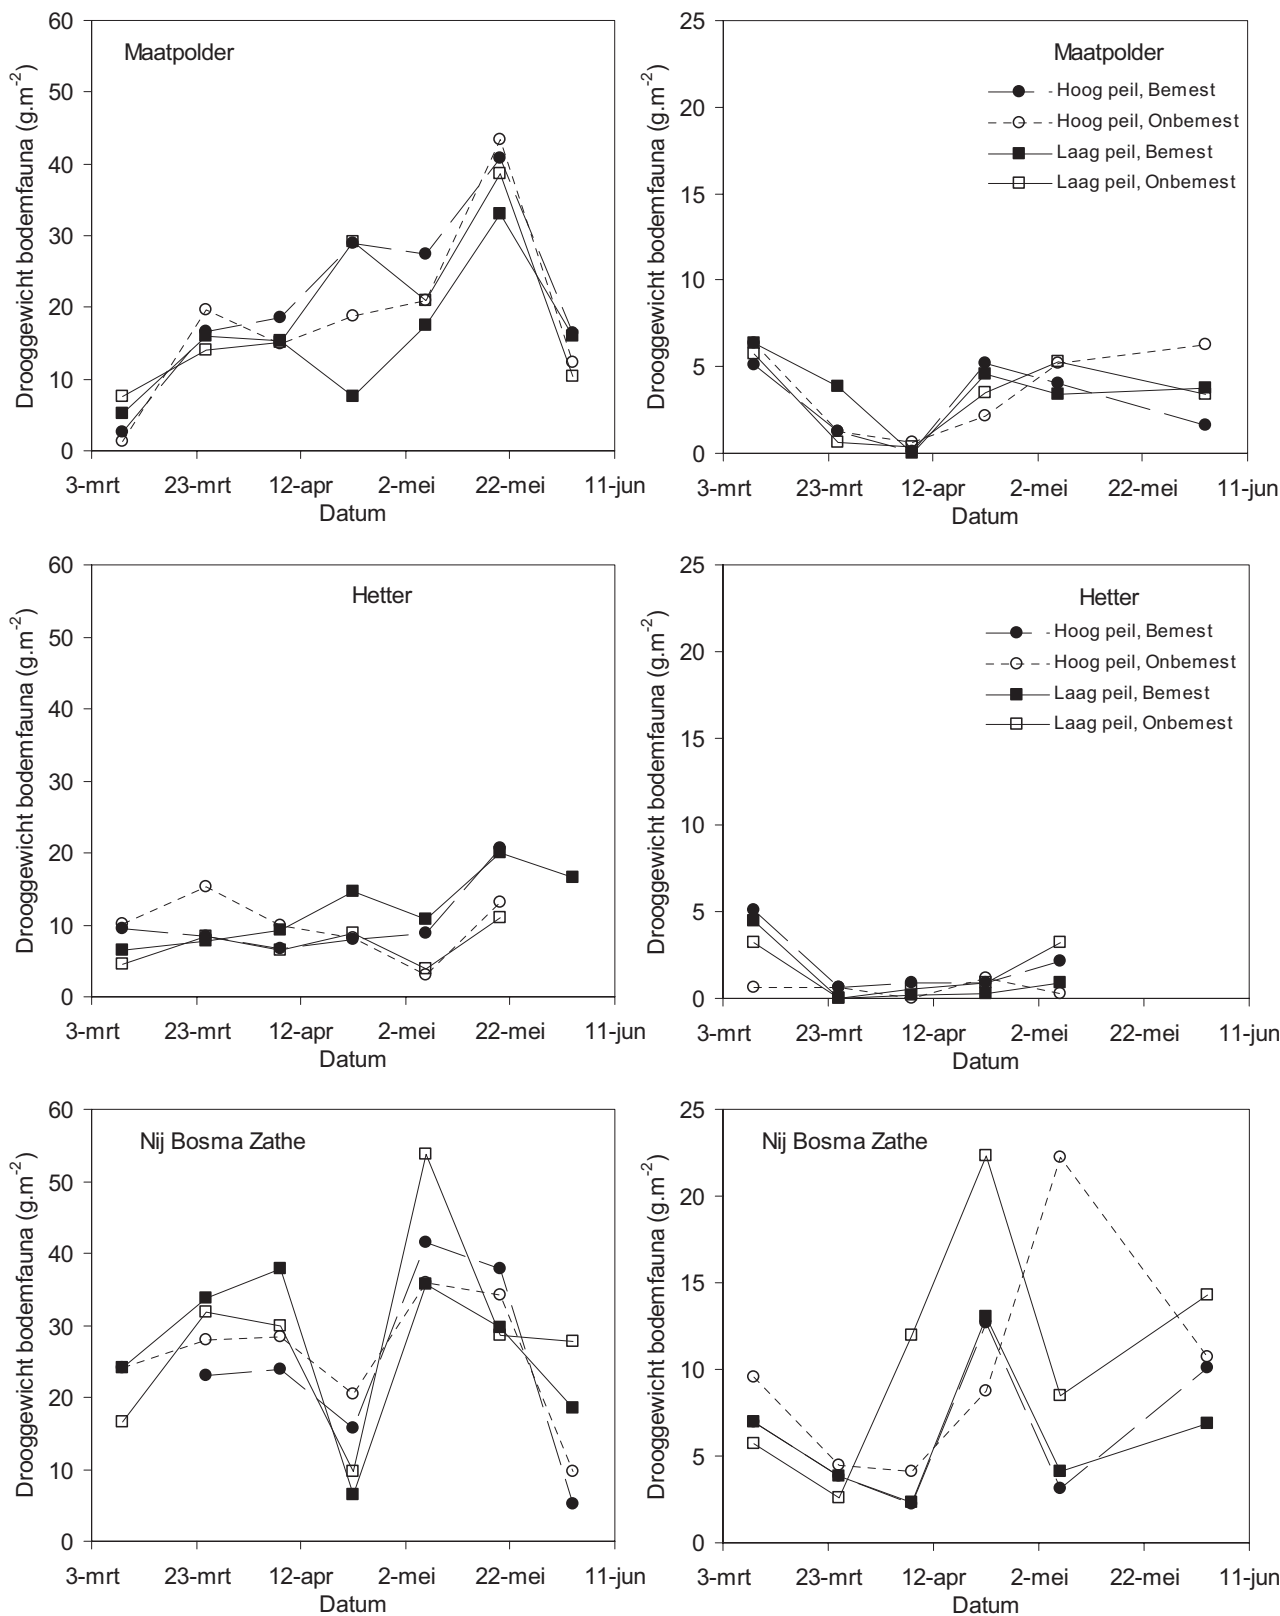 Maatpolder
Drooggewicht bodemfauna (g.m-2)
60
50
40
30
20
10
0
3-mrt 23-mrt 12-apr 2-mei 22-mei 11-jun
Datum
Maatpolder
Hoog peil, Bemest
Hoog peil, Onbemest
Laag peil, Bemest
Laag peil, Onbemest
Drooggewicht bodemfauna (g.m-2)
25
20
15
10
5
0
3-mrt 23-mrt 12-apr 2-mei 22-mei 11-jun
Datum
Hetter
Drooggewicht bodemfauna (g.m-2)
60
50
40
30
20
10
0
3-mrt 23-mrt 12-apr 2-mei 22-mei 11-jun
Datum
Hetter
Hoog peil, Bemest
Hoog peil, Onbemest
Laag peil, Bemest
Laag peil, Onbemest
Drooggewicht bodemfauna (g.m-2)
25
20
15
10
5
0
3-mrt 23-mrt 12-apr 2-mei 22-mei 11-jun
Datum
Nij Bosma Zathe
Drooggewicht bodemfauna (g.m-2)
60
50
40
30
20
10
0
3-mrt 23-mrt 12-apr 2-mei 22-mei 11-jun
Datum
Nij Bosma Zathe
Drooggewicht bodemfauna (g.m-2)
25
20
15
10
5
0
3-mrt 23-mrt 12-apr 2-mei 22-mei 11-jun
Datum